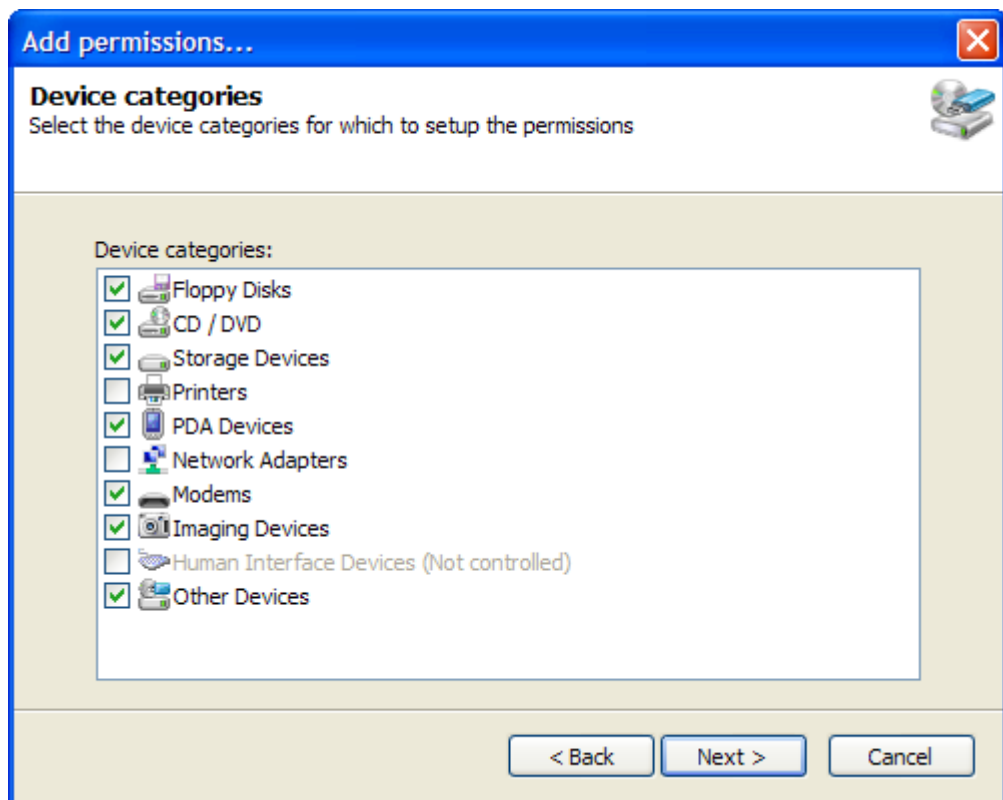 Add permissions...
Device categories
Select the device categories for which to setup the permissions
Device categories:
Floppy Disks
CD / DVD
Storage Devices
Printers
PDA Devices
Network Adapters
Modems
Imaging Devices
Human Interface Devices (Not controlled)
Other Devices
< Back
Next >
Cancel